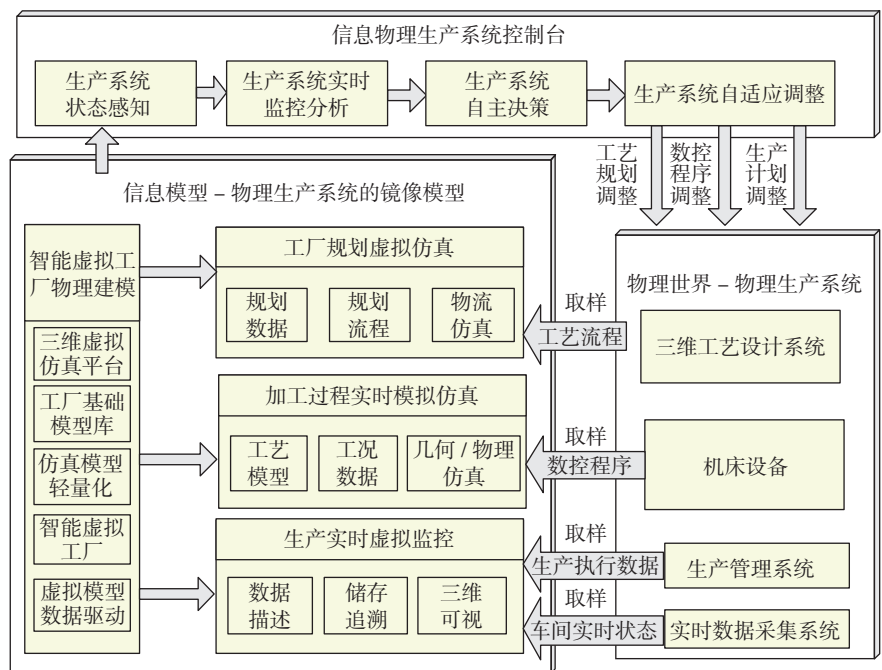 信息物理生产系统控制台
生产系统
状态感知
生产系统实时
监控分析
生产系统
自主决策
生产系统自适应调整
工艺
规划
调整
数控
程序
调整
生产
计划
调整
信息模型 – 物理生产系统的镜像模型
智能虚拟工
厂物理建模
三维虚拟
仿真平台
工厂基础
模型库
仿真模型
轻量化
智能虚拟
工厂
虚拟模型
数据驱动
工厂规划虚拟仿真
规划
数据
规划
流程
物流
仿真
加工过程实时模拟仿真
工艺
模型
工况
数据
几何 / 物理
仿真
生产实时虚拟监控
数据
描述
储存
追溯
三维
可视
取样
工艺流程
取样
数控程序
取样
生产执行数据
取样
车间实时状态
物理世界 – 物理生产系统
三维工艺设计系统
机床设备
生产管理系统
实时数据采集系统